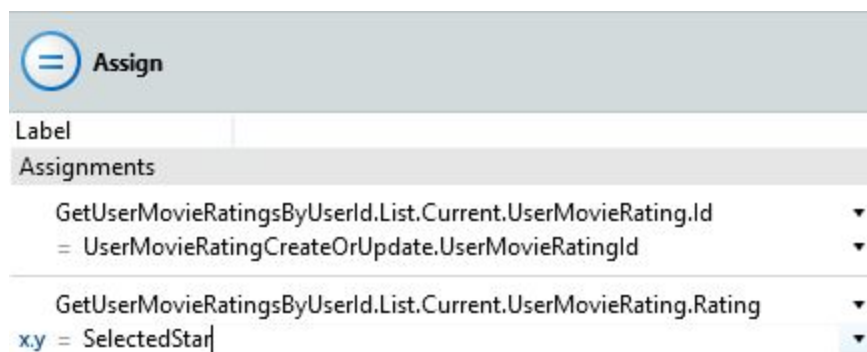 =
Assign
Label
Assignments
GetUserMovieRatingsByUserId.List.Current.UserMovieRating.Id
= UserMovieRatingCreateOrUpdate.UserMovieRatingId
GetUserMovieRatingsByUserId.List.Current.UserMovieRating.Rating
x.y = SelectedStar